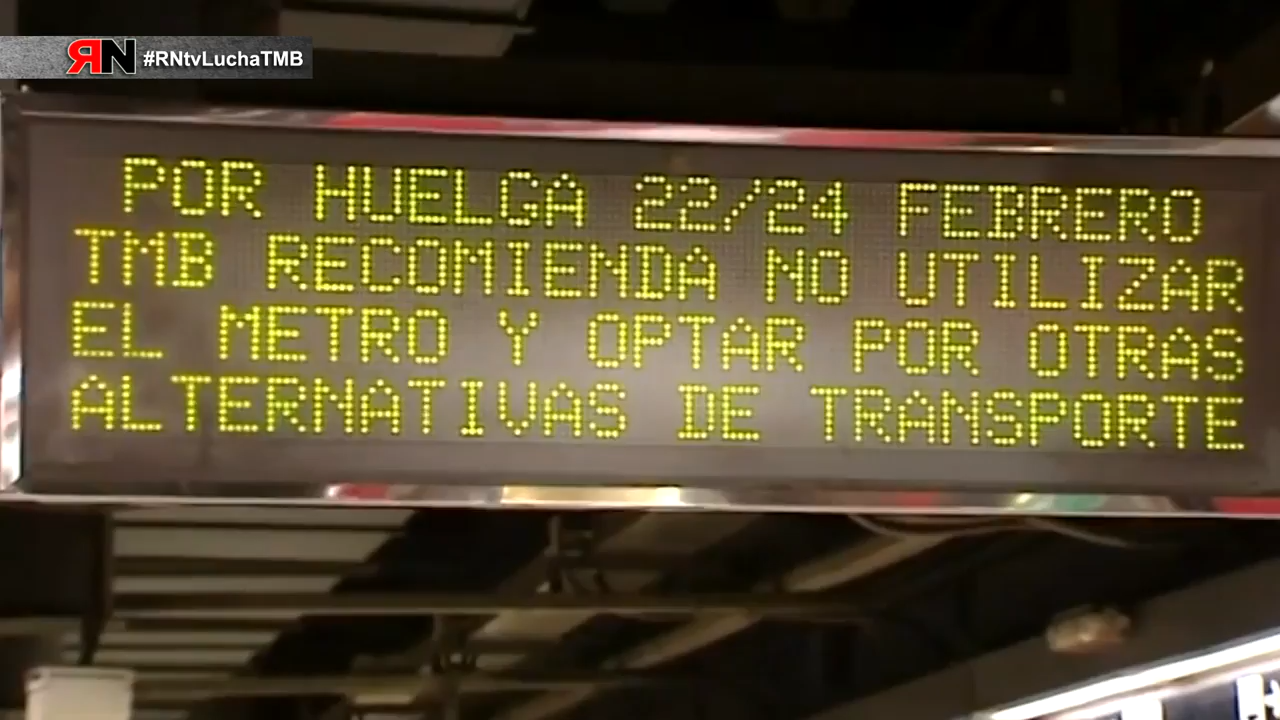 RN #RNtvLuchaTMB
POR HUELGA 22/24 FEBRERO
TMB RECOMIENDA NO UTILIZAR
EL METRO Y OPTAR POR OTRAS
ALTERNATIVAS DE TRANSPORTE